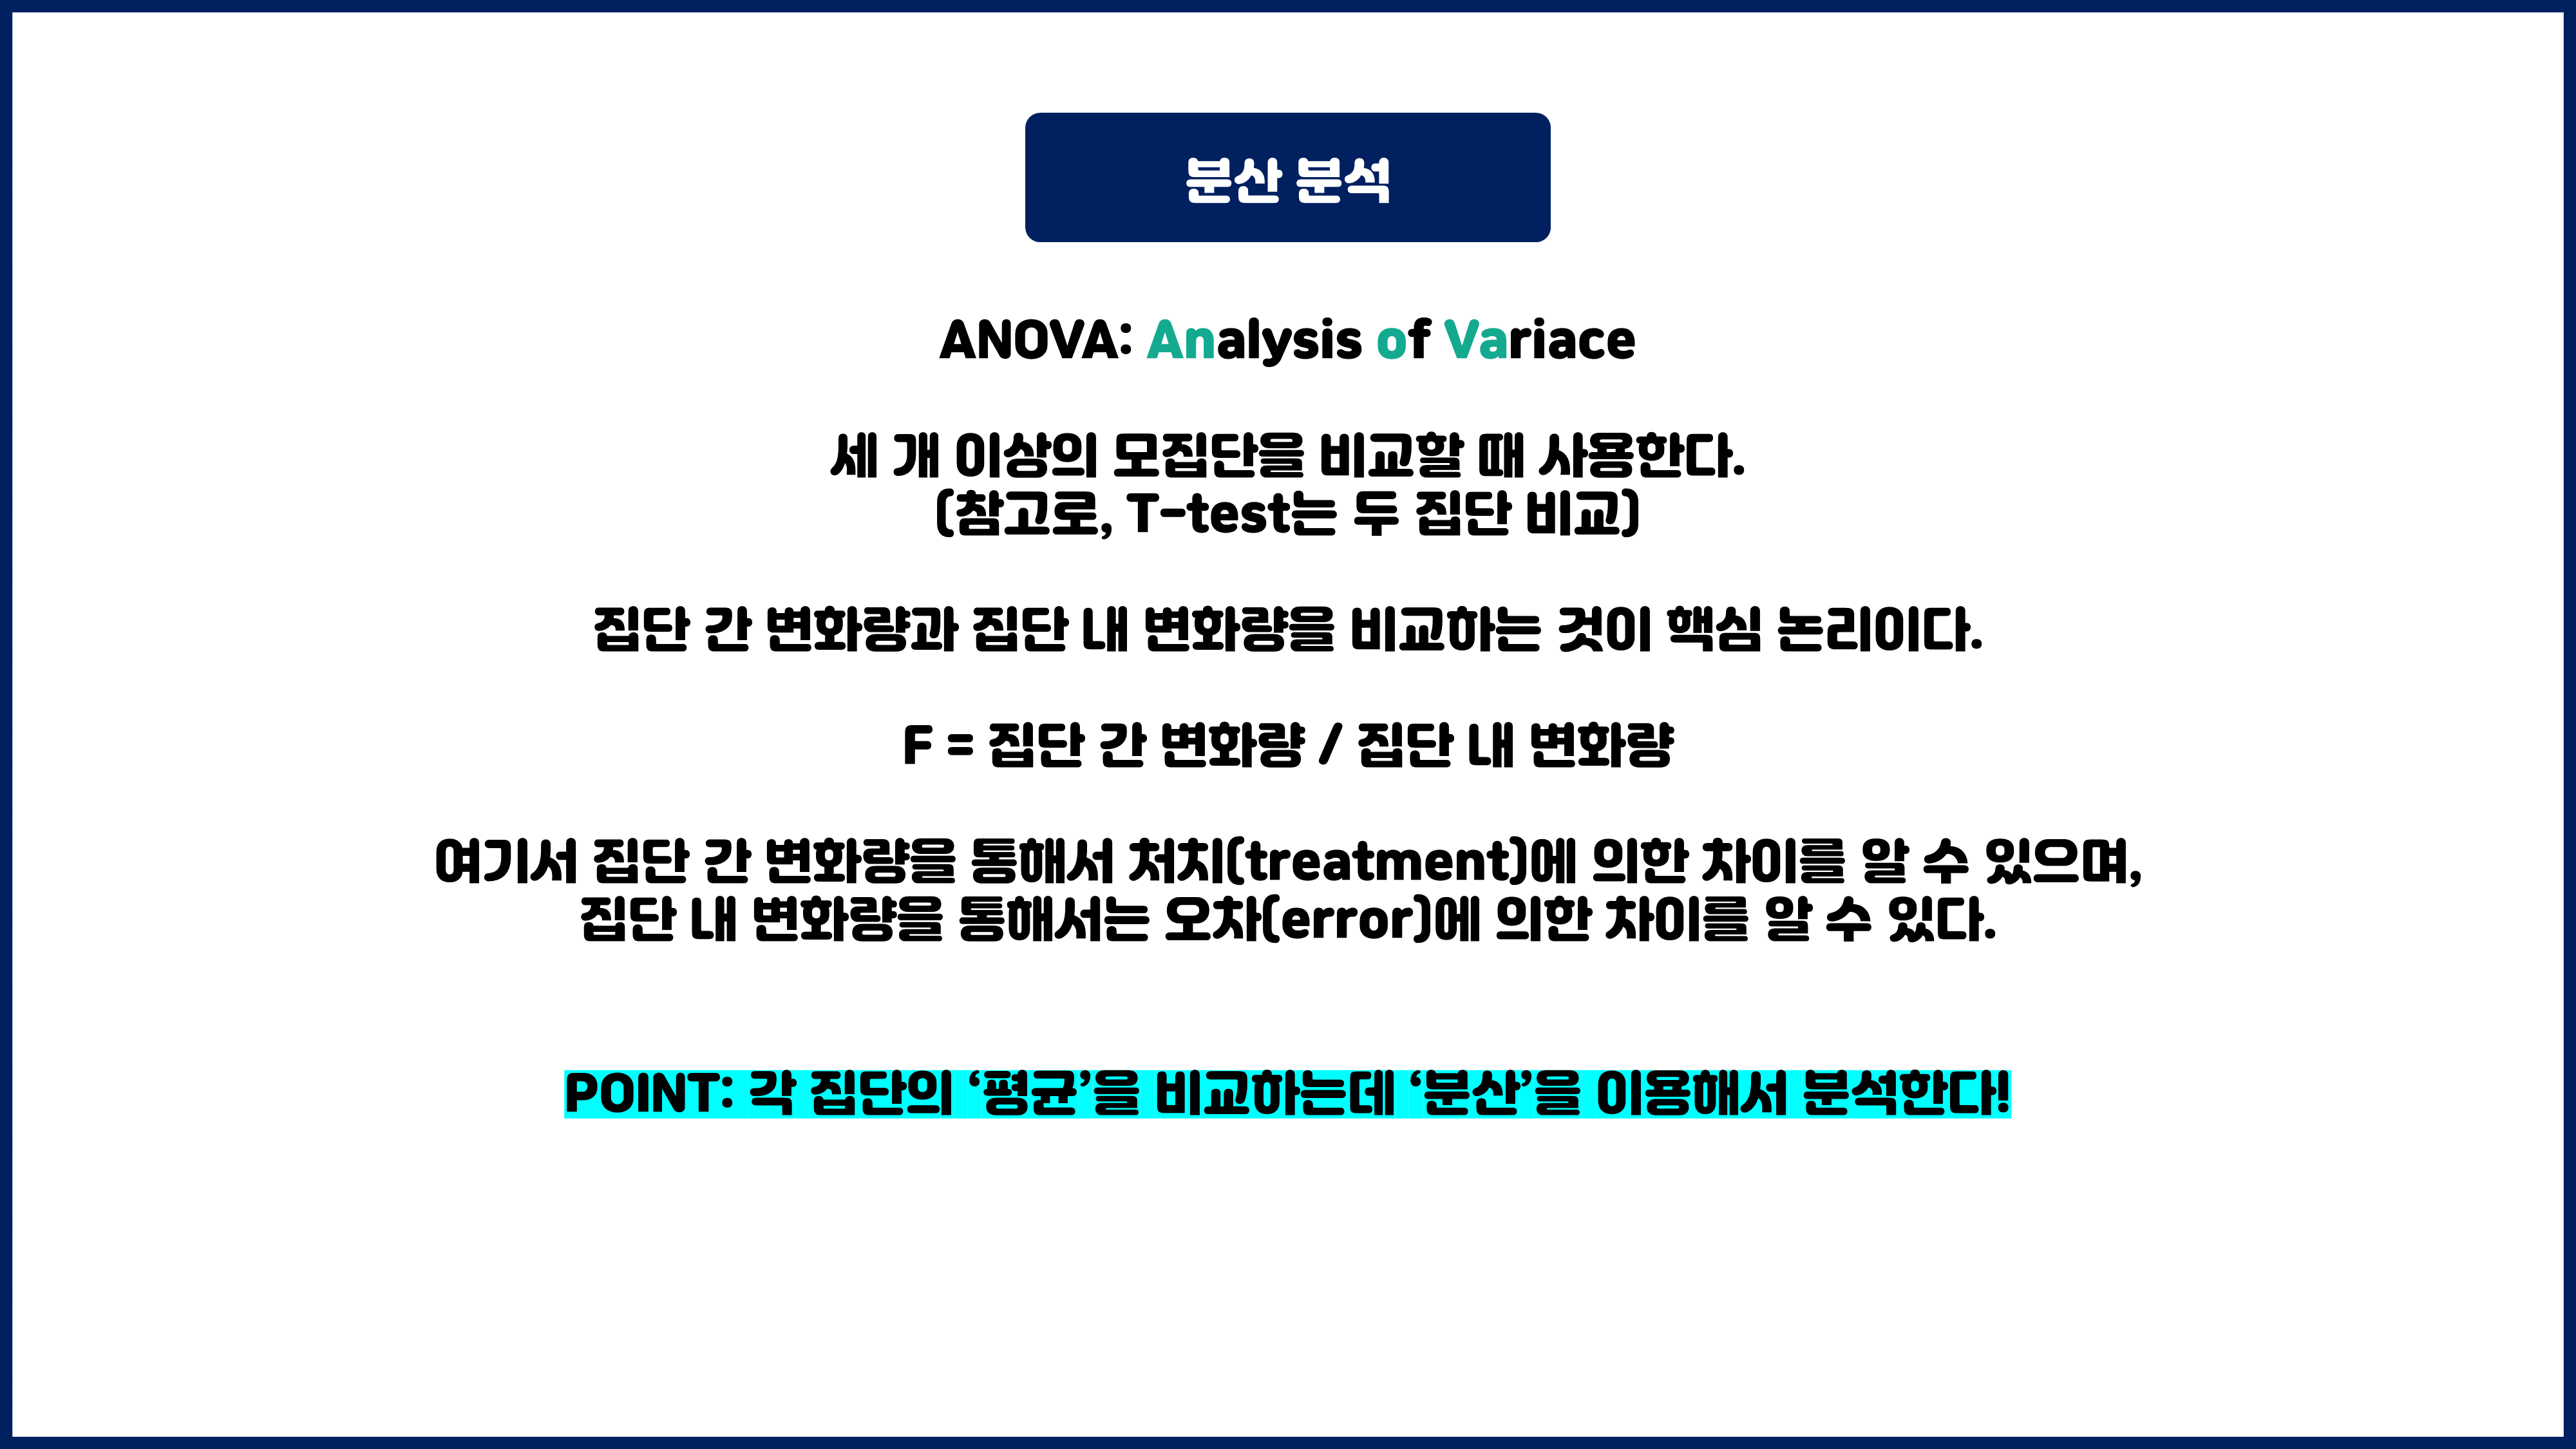 분산 분석
ANOVA: Analysis of Variace
세 개 이상의 모집단을 비교할 때 사용한다.
(참고로, T-test는 두 집단 비교)
집단 간 변화량과 집단 내 변화량을 비교하는 것이 핵심 논리이다.
F = 집단 간 변화량 / 집단 내 변화량
여기서 집단 간 변화량을 통해서 처치(treatment)에 의한 차이를 알 수 있으며,
집단 내 변화량을 통해서는 오차(error)에 의한 차이를 알 수 있다.
POINT: 각 집단의 ‘평균’을 비교하는데 ‘분산’을 이용해서 분석한다!